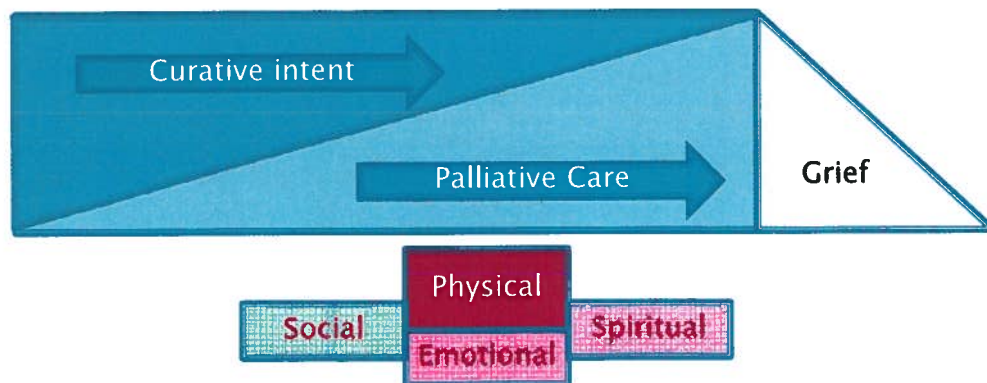 Curative intent
Palliative Care
Grief
Physical
Social
Spiritual
Emotional